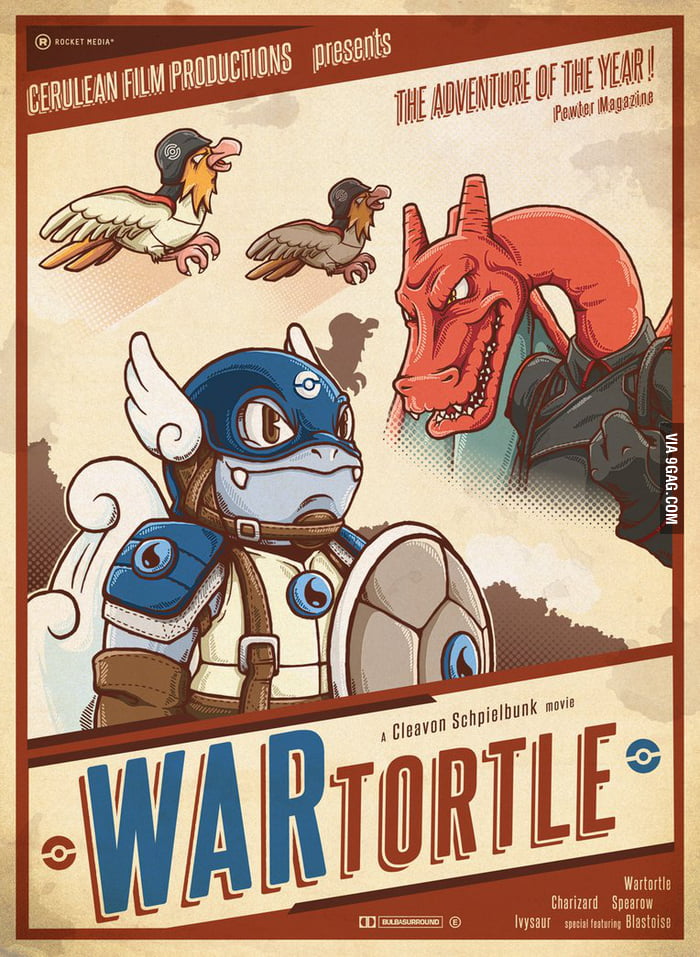 R ROCKET MEDIA®
CERULEAN FILM PRODUCTIONS presents
THE ADVENTURE OF THE YEAR!
Pewter Magazine
VIA 9GAG.COM
A Cleavon Schpielbunk movie
WARTORTLE
Wartortle
Charizard Spearow
Ivysaur special featuring Blastoise
BULBASURROUND E